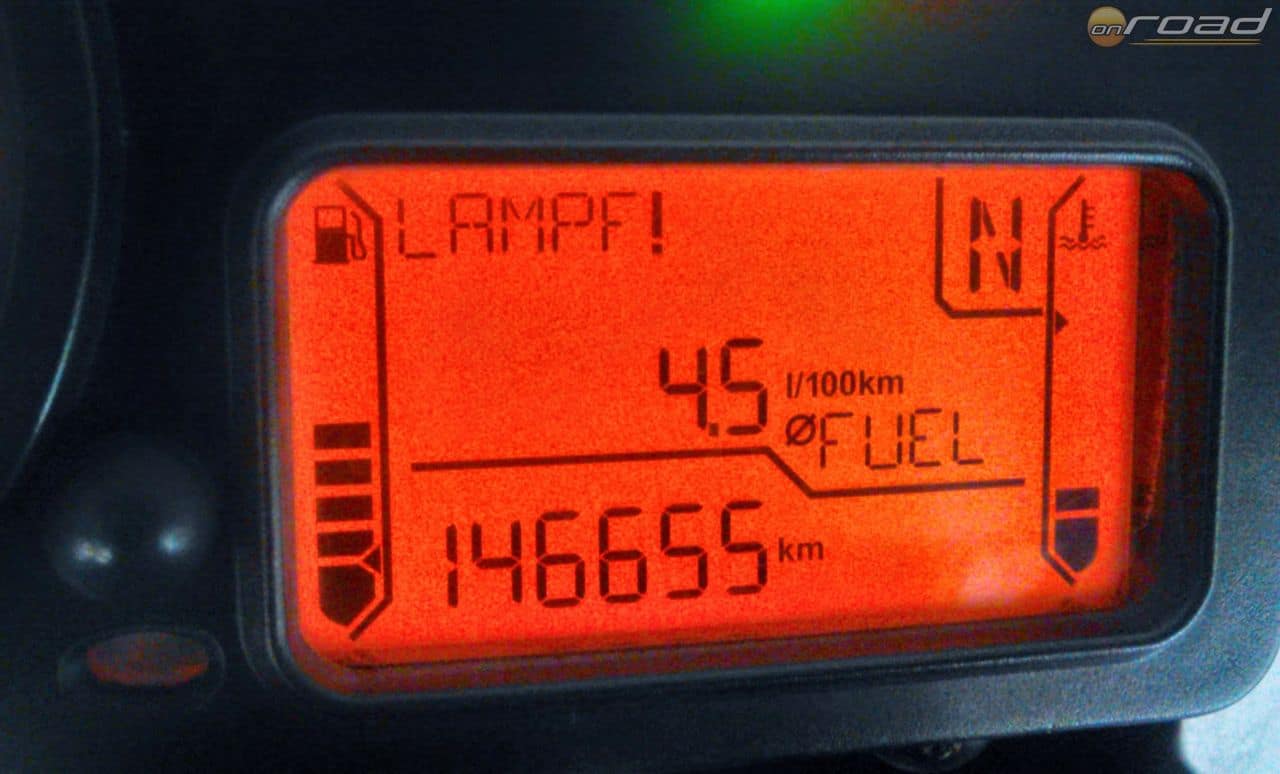 onroad
LAMPF!
N
4.5 l/100km
ØFUEL
146655 km